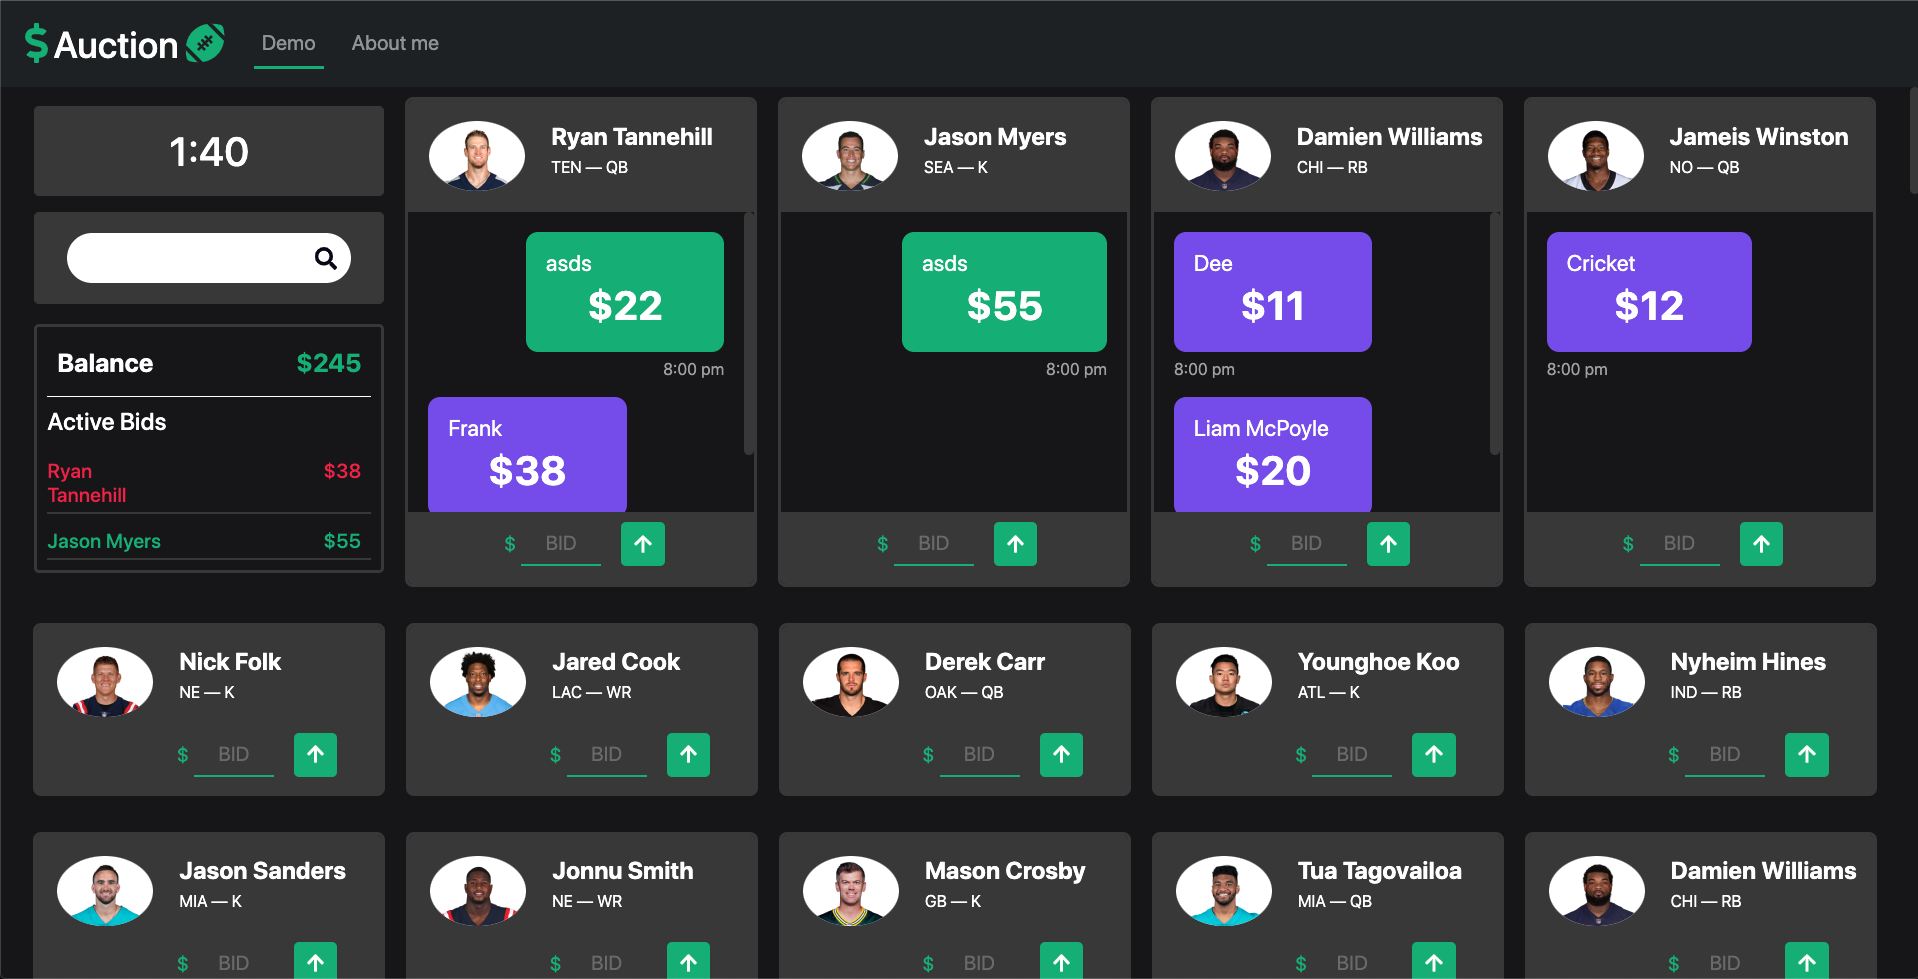 $ Auction
Demo
About me
1:40
Balance
$245
Active Bids
Ryan
Tannehill
$38
Jason Myers
$55
Ryan Tannehill
TEN — QB
asds
$22
8:00 pm
Frank
$38
$ BID
Jason Myers
SEA — K
asds
$55
8:00 pm
$ BID
Damien Williams
CHI — RB
Dee
$11
8:00 pm
Liam McPoyle
$20
$ BID
Jameis Winston
NO — QB
Cricket
$12
8:00 pm
$ BID
Nick Folk
NE — K
$ BID
Jared Cook
LAC — WR
$ BID
Derek Carr
OAK — QB
$ BID
Younghoe Koo
ATL — K
$ BID
Nyheim Hines
IND — RB
$ BID
Jason Sanders
MIA — K
$ BID
Jonnu Smith
NE — WR
$ BID
Mason Crosby
GB — K
$ BID
Tua Tagovailoa
MIA — QB
$ BID
Damien Williams
CHI — RB
$ BID